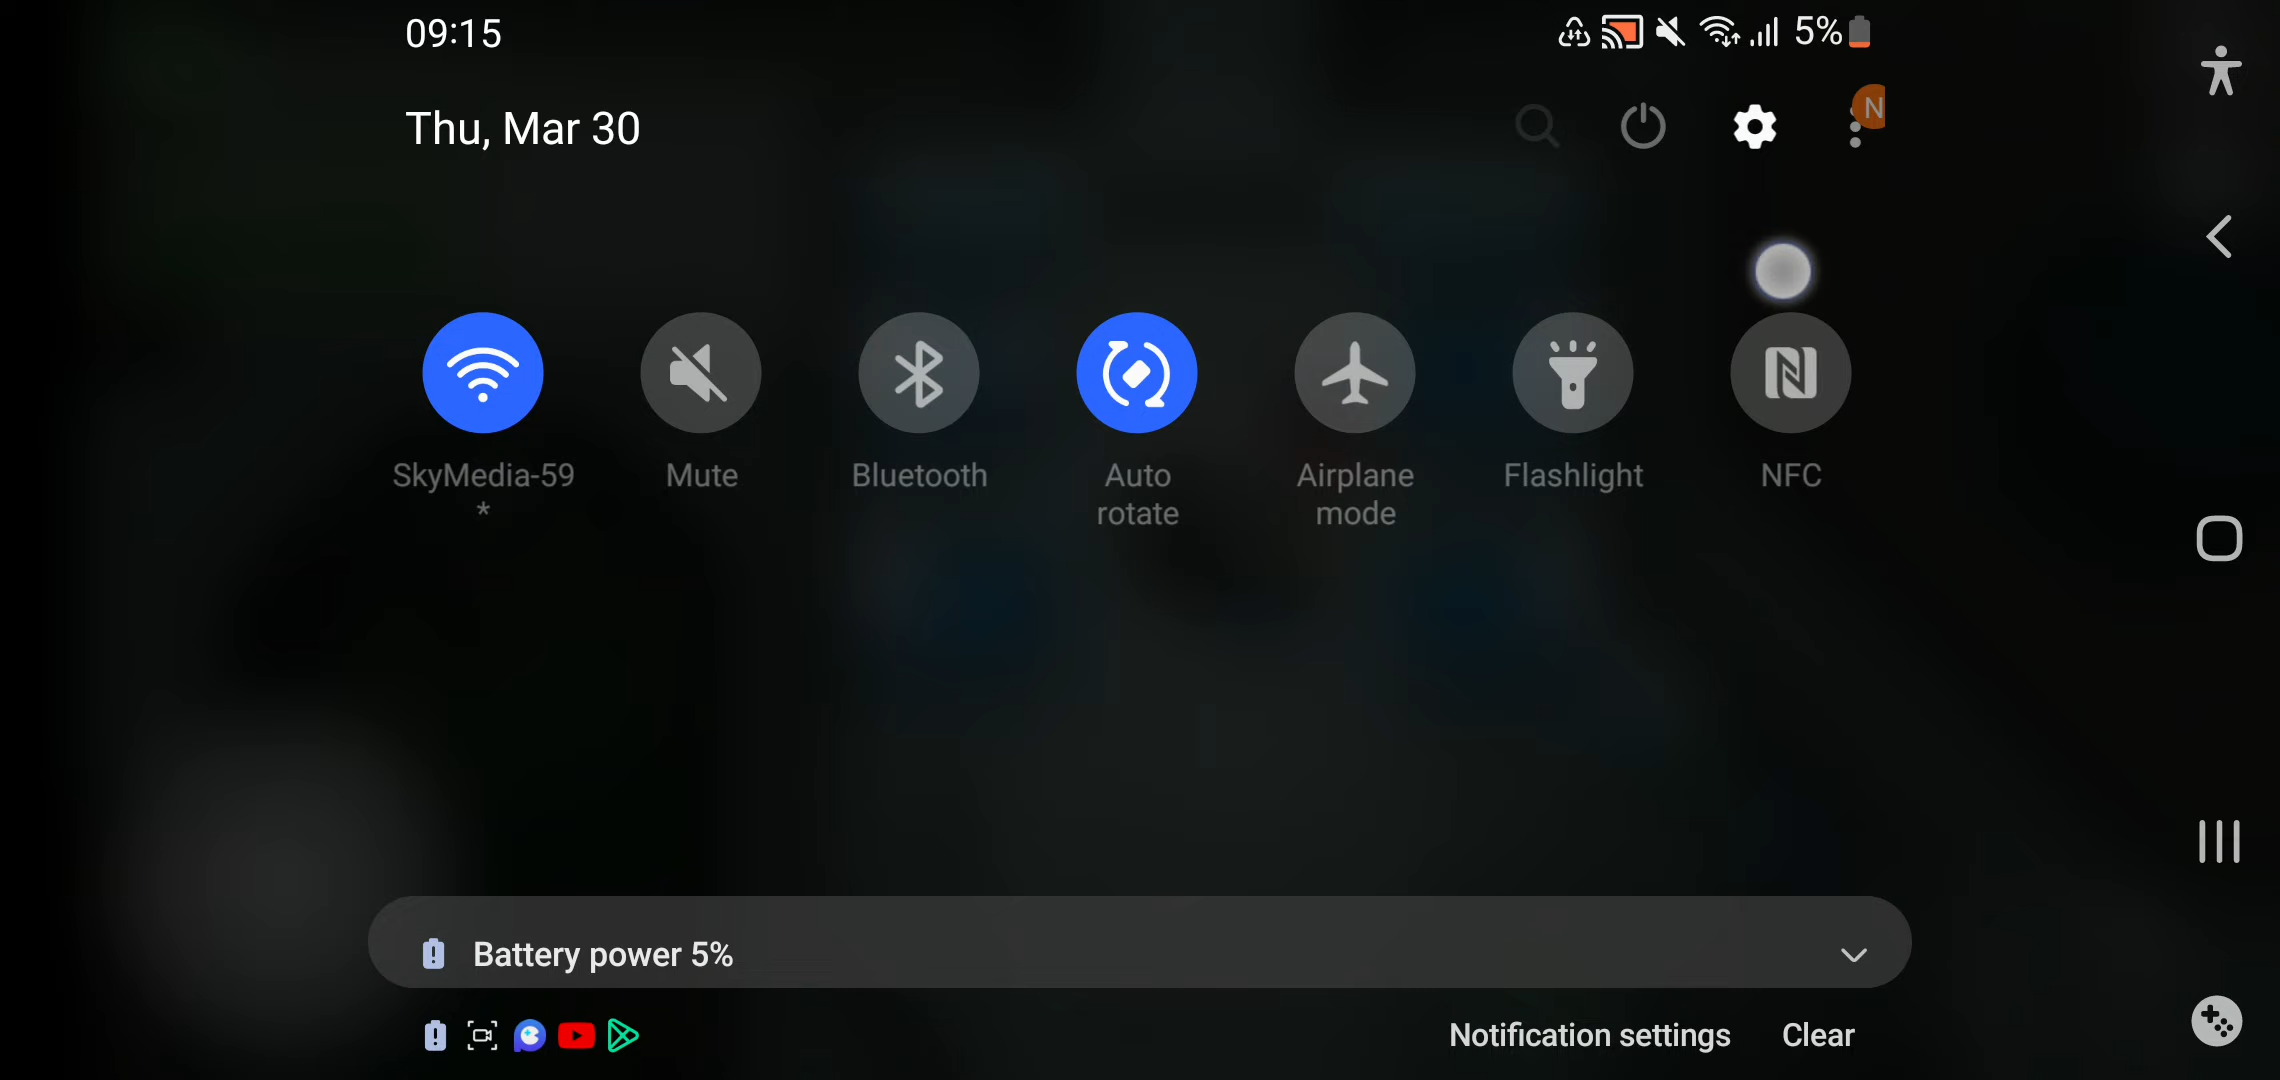 09:15
5%
Thu, Mar 30
N
SkyMedia-59
*
Mute
Bluetooth
Auto
rotate
Airplane
mode
Flashlight
NFC
Battery power 5%
Notification settings
Clear